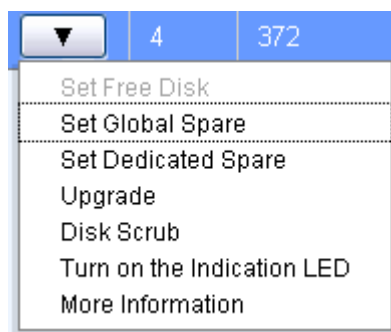 4 372
Set Free Disk
Set Global Spare
Set Dedicated Spare
Upgrade
Disk Scrub
Turn on the Indication LED
More Information